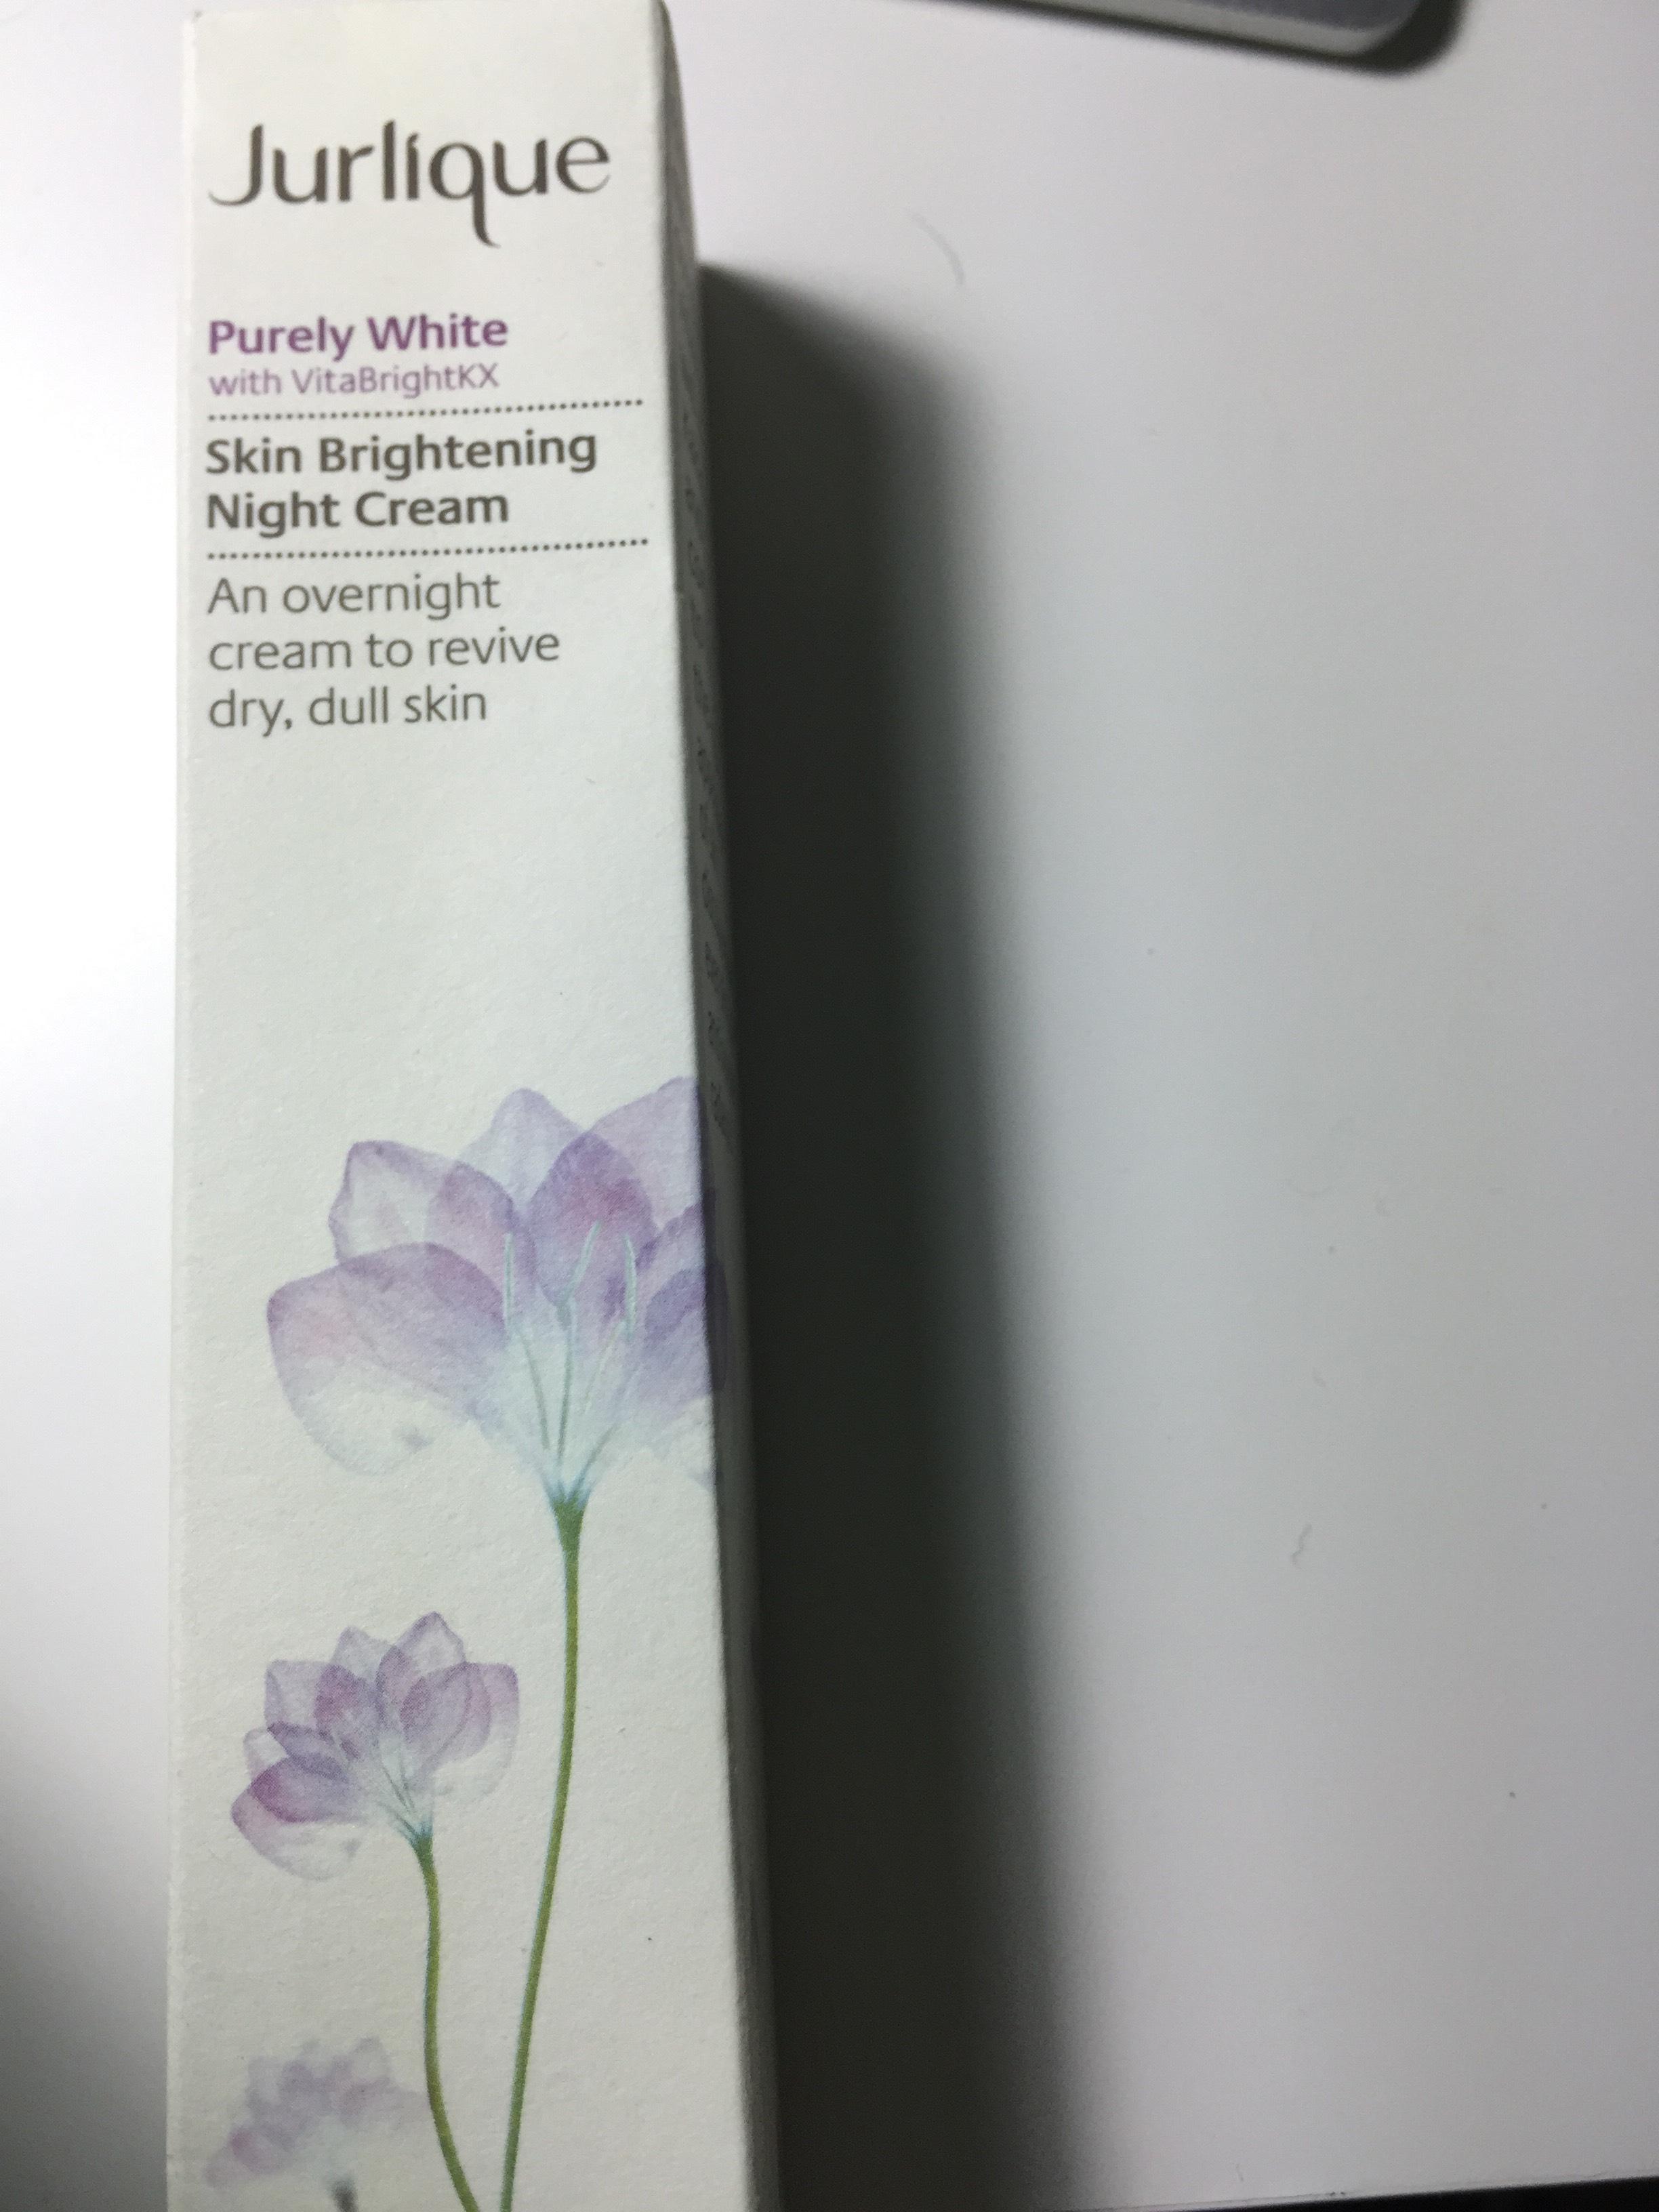 Jurlique
Purely White
with VitaBrightKX
Skin Brightening
Night Cream
An overnight
cream to revive
dry, dull skin